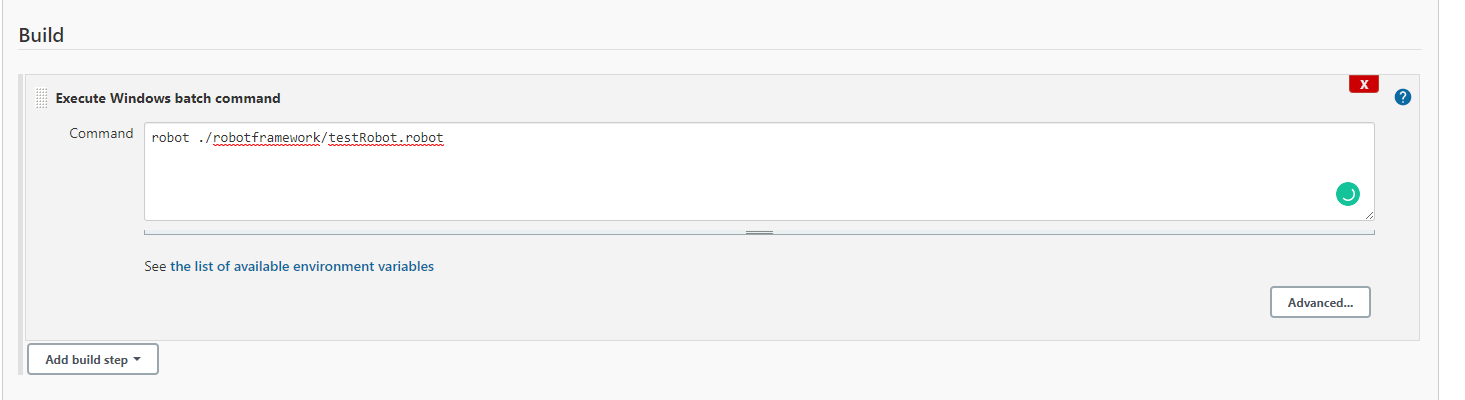 Build
Execute Windows batch command
X
?
Command
robot ./robotframework/testRobot.robot
See the list of available environment variables
Advanced...
Add build step